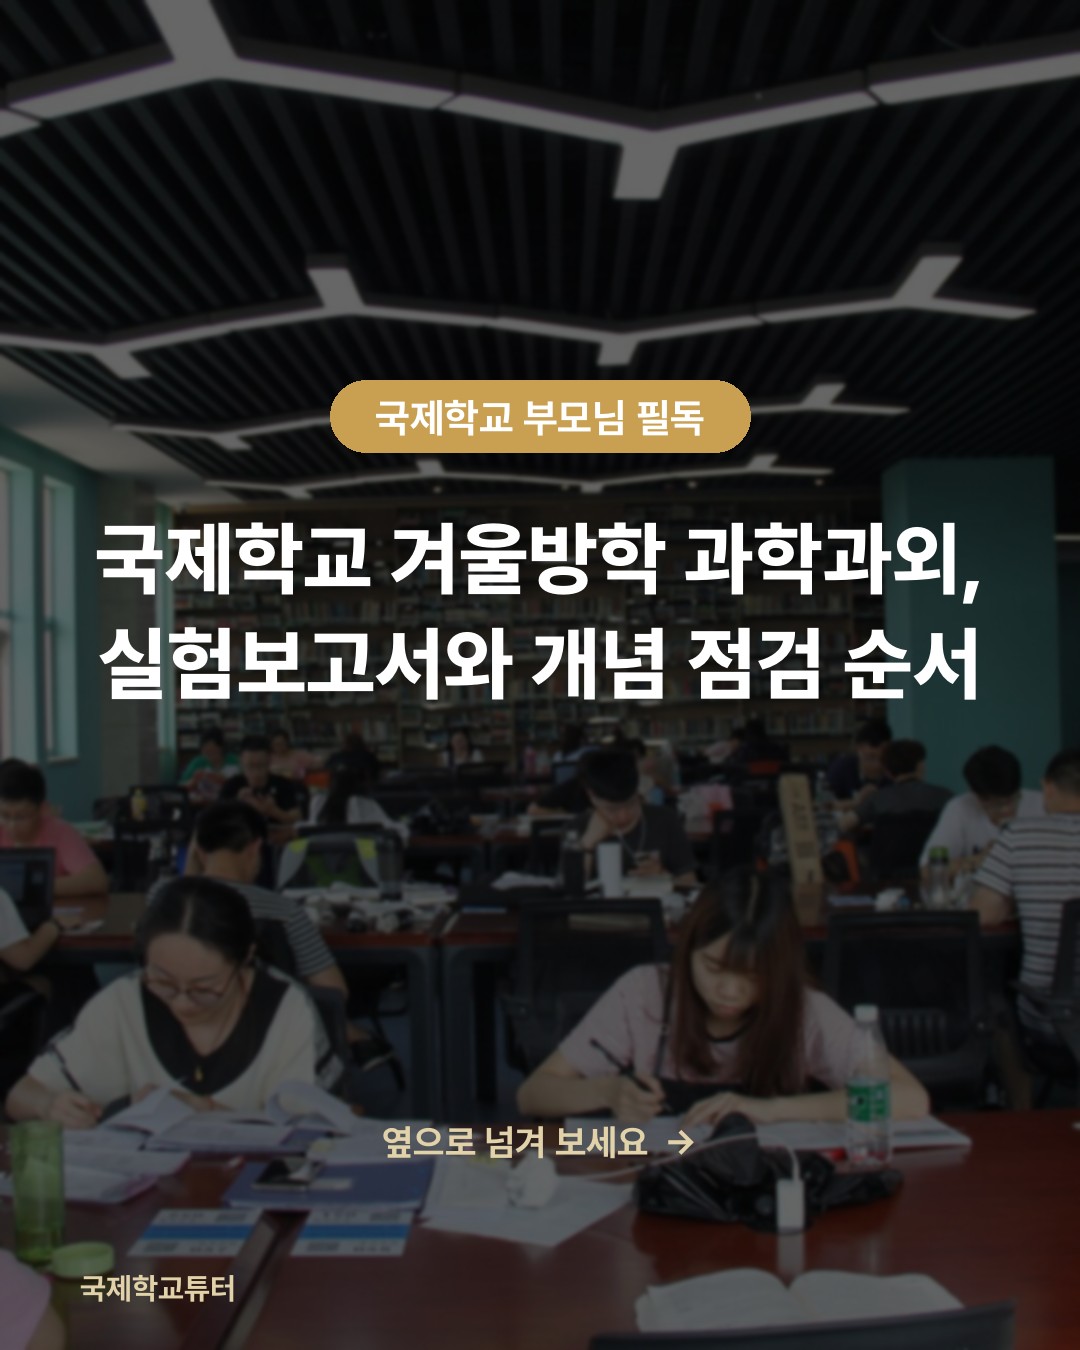 국제학교 부모님 필독
국제학교 겨울방학 과학과외,
실험보고서와 개념 점검 순서
옆으로 넘겨 보세요 →
국제학교튜터